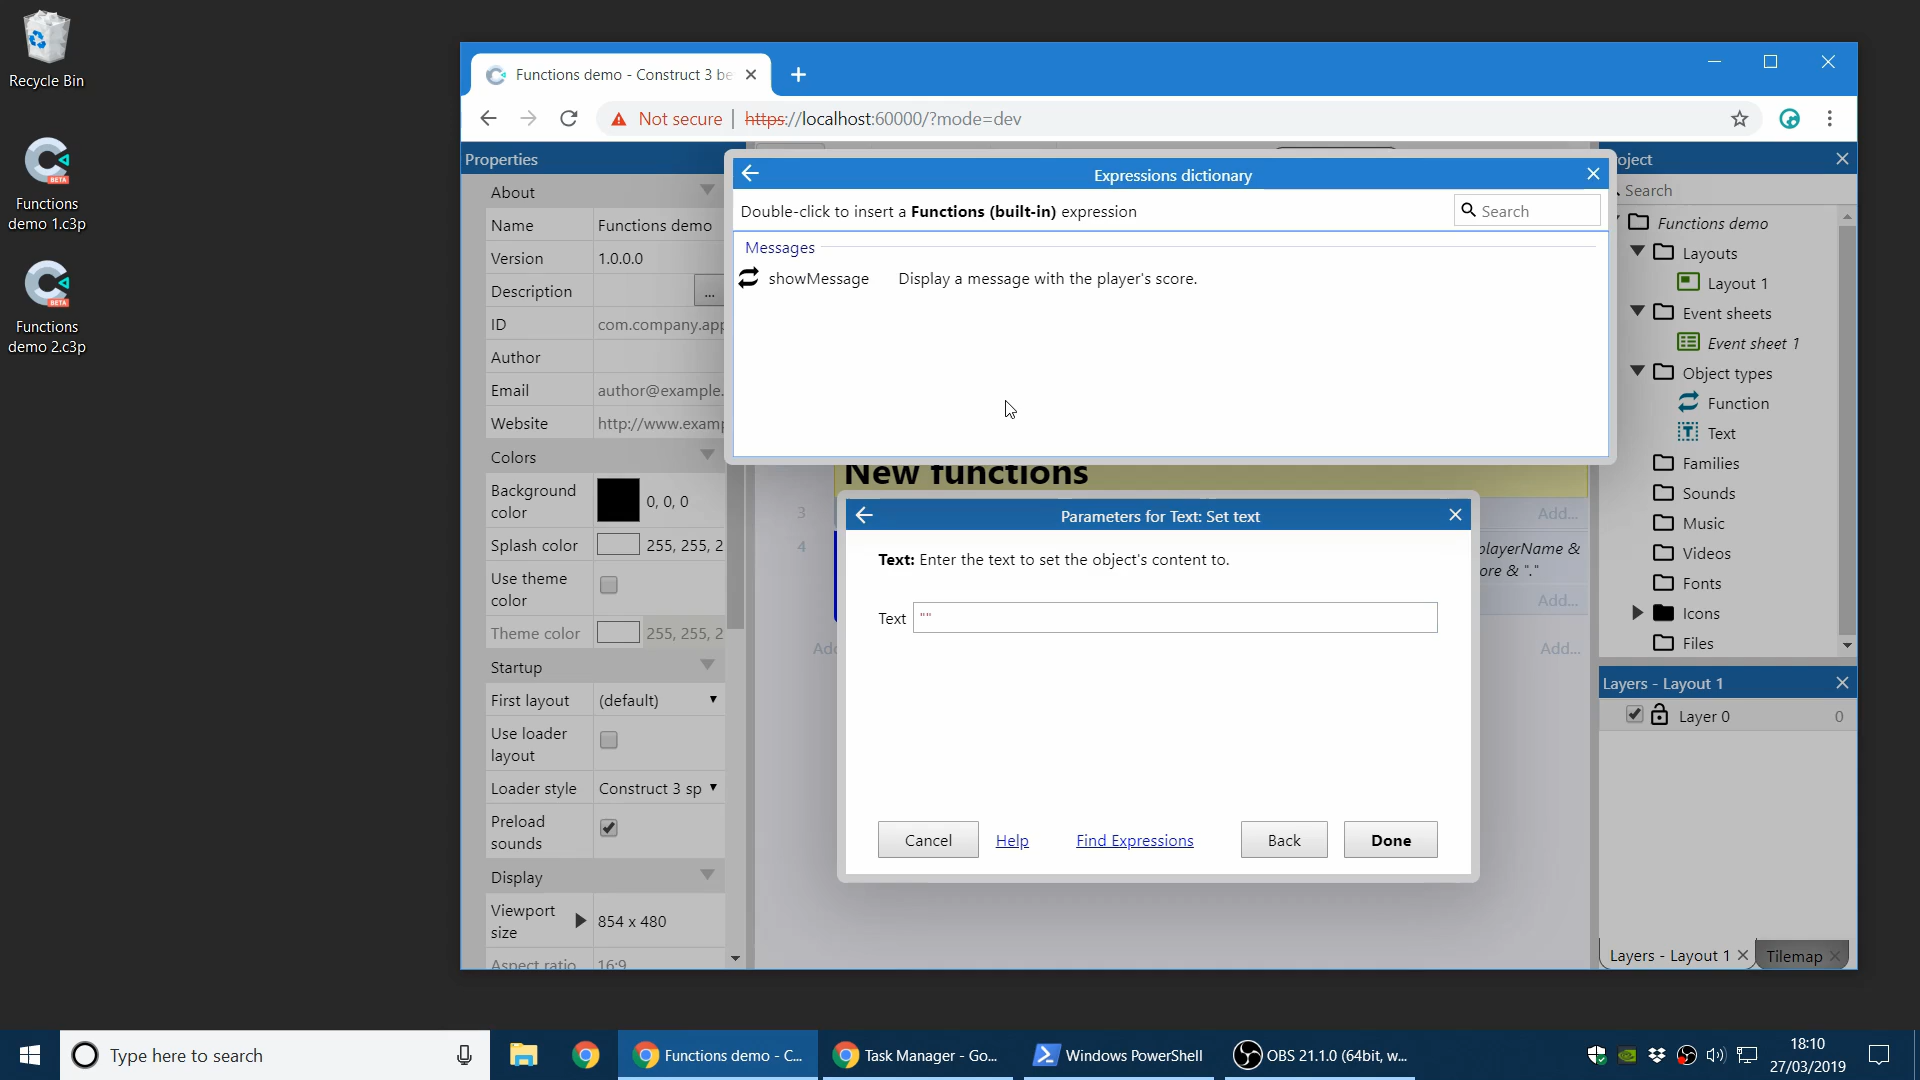 Recycle Bin
Functions
demo 1.c3p
Functions
demo 2.c3p
Functions demo - Construct 3 be
Not secure | https://localhost:60000/?mode=dev
Properties
About
Name Functions demo
Version 1.0.0.0
Description ...
ID com.company.app
Author
Email author@example.
Website http://www.examp
Colors
Background
color 0, 0, 0
Splash color 255, 255, 2
Use theme
color
Theme color 255, 255, 2
Startup
First layout (default)
Use loader
layout
Loader style Construct 3 sp
Preload
sounds
Display
Viewport
size 854 x 480
Aspect ratio 16:9
Expressions dictionary
Double-click to insert a Functions (built-in) expression
Search
Messages
showMessage Display a message with the player's score.
New functions
3 Add...
4 playerName &
ore & "."
Add...
Add Add...
Parameters for Text: Set text
Text: Enter the text to set the object's content to.
Text ""
Cancel Help Find Expressions Back Done
oject
Search
Functions demo
Layouts
Layout 1
Event sheets
Event sheet 1
Object types
Function
Text
Families
Sounds
Music
Videos
Fonts
Icons
Files
Layers - Layout 1
Layer 0 0
Layers - Layout 1 Tilemap
Type here to search
Functions demo - C...
Task Manager - Go...
Windows PowerShell
OBS 21.1.0 (64bit, w...
18:10
27/03/2019